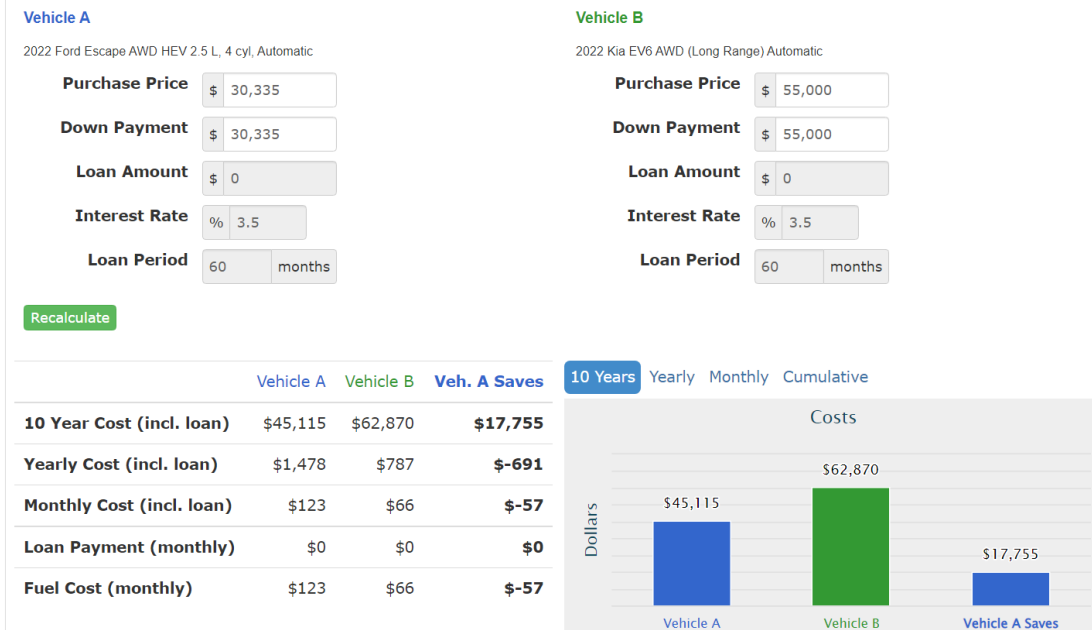 Vehicle A
2022 Ford Escape AWD HEV 2.5 L, 4 cyl, Automatic
Purchase Price $ 30,335
Down Payment $ 30,335
Loan Amount $ 0
Interest Rate % 3.5
Loan Period 60 months
Recalculate
Vehicle B
2022 Kia EV6 AWD (Long Range) Automatic
Purchase Price $ 55,000
Down Payment $ 55,000
Loan Amount $ 0
Interest Rate % 3.5
Loan Period 60 months
Vehicle A Vehicle B Veh. A Saves
10 Year Cost (incl. loan) $45,115 $62,870 $17,755
Yearly Cost (incl. loan) $1,478 $787 $-691
Monthly Cost (incl. loan) $123 $66 $-57
Loan Payment (monthly) $0 $0 $0
Fuel Cost (monthly) $123 $66 $-57
10 Years Yearly Monthly Cumulative
Costs
Dollars
$45,115
$62,870
$17,755
Vehicle A Vehicle B Vehicle A Saves